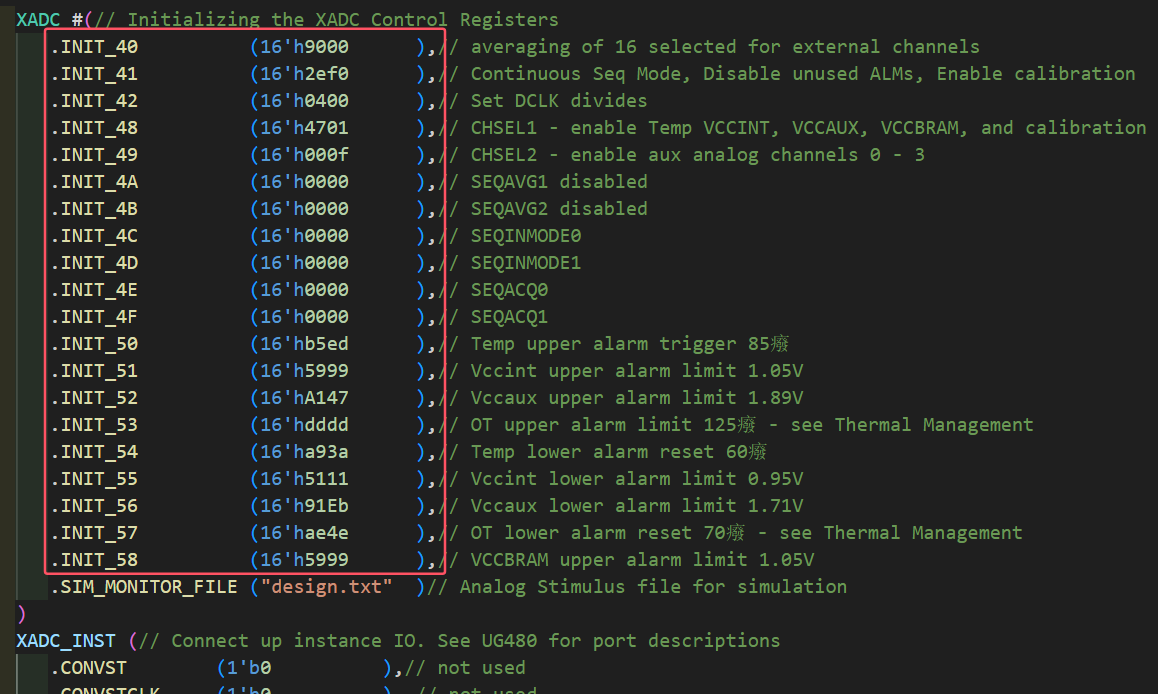 XADC #(// Initializing the XADC Control Registers
.INIT_40 (16'h9000 ),// averaging of 16 selected for external channels
.INIT_41 (16'h2ef0 ),// Continuous Seq Mode, Disable unused ALMs, Enable calibration
.INIT_42 (16'h0400 ),// Set DCLK divides
.INIT_48 (16'h4701 ),// CHSEL1 - enable Temp VCCINT, VCCAUX, VCCBRAM, and calibration
.INIT_49 (16'h000f ),// CHSEL2 - enable aux analog channels 0 - 3
.INIT_4A (16'h0000 ),// SEQAVG1 disabled
.INIT_4B (16'h0000 ),// SEQAVG2 disabled
.INIT_4C (16'h0000 ),// SEQINMODE0
.INIT_4D (16'h0000 ),// SEQINMODE1
.INIT_4E (16'h0000 ),// SEQACQ0
.INIT_4F (16'h0000 ),// SEQACQ1
.INIT_50 (16'hb5ed ),// Temp upper alarm trigger 85癈
.INIT_51 (16'h5999 ),// Vccint upper alarm limit 1.05V
.INIT_52 (16'hA147 ),// Vccaux upper alarm limit 1.89V
.INIT_53 (16'hdddd ),// OT upper alarm limit 125癈 - see Thermal Management
.INIT_54 (16'ha93a ),// Temp lower alarm reset 60癈
.INIT_55 (16'h5111 ),// Vccint lower alarm limit 0.95V
.INIT_56 (16'h91Eb ),// Vccaux lower alarm limit 1.71V
.INIT_57 (16'hae4e ),// OT lower alarm reset 70癈 - see Thermal Management
.INIT_58 (16'h5999 ),// VCCBRAM upper alarm limit 1.05V
.SIM_MONITOR_FILE ("design.txt" )// Analog Stimulus file for simulation
)
XADC_INST (// Connect up instance IO. See UG480 for port descriptions
.CONVST (1'b0 ),// not used
.CONVSTCLK (1'b0 ), // not used